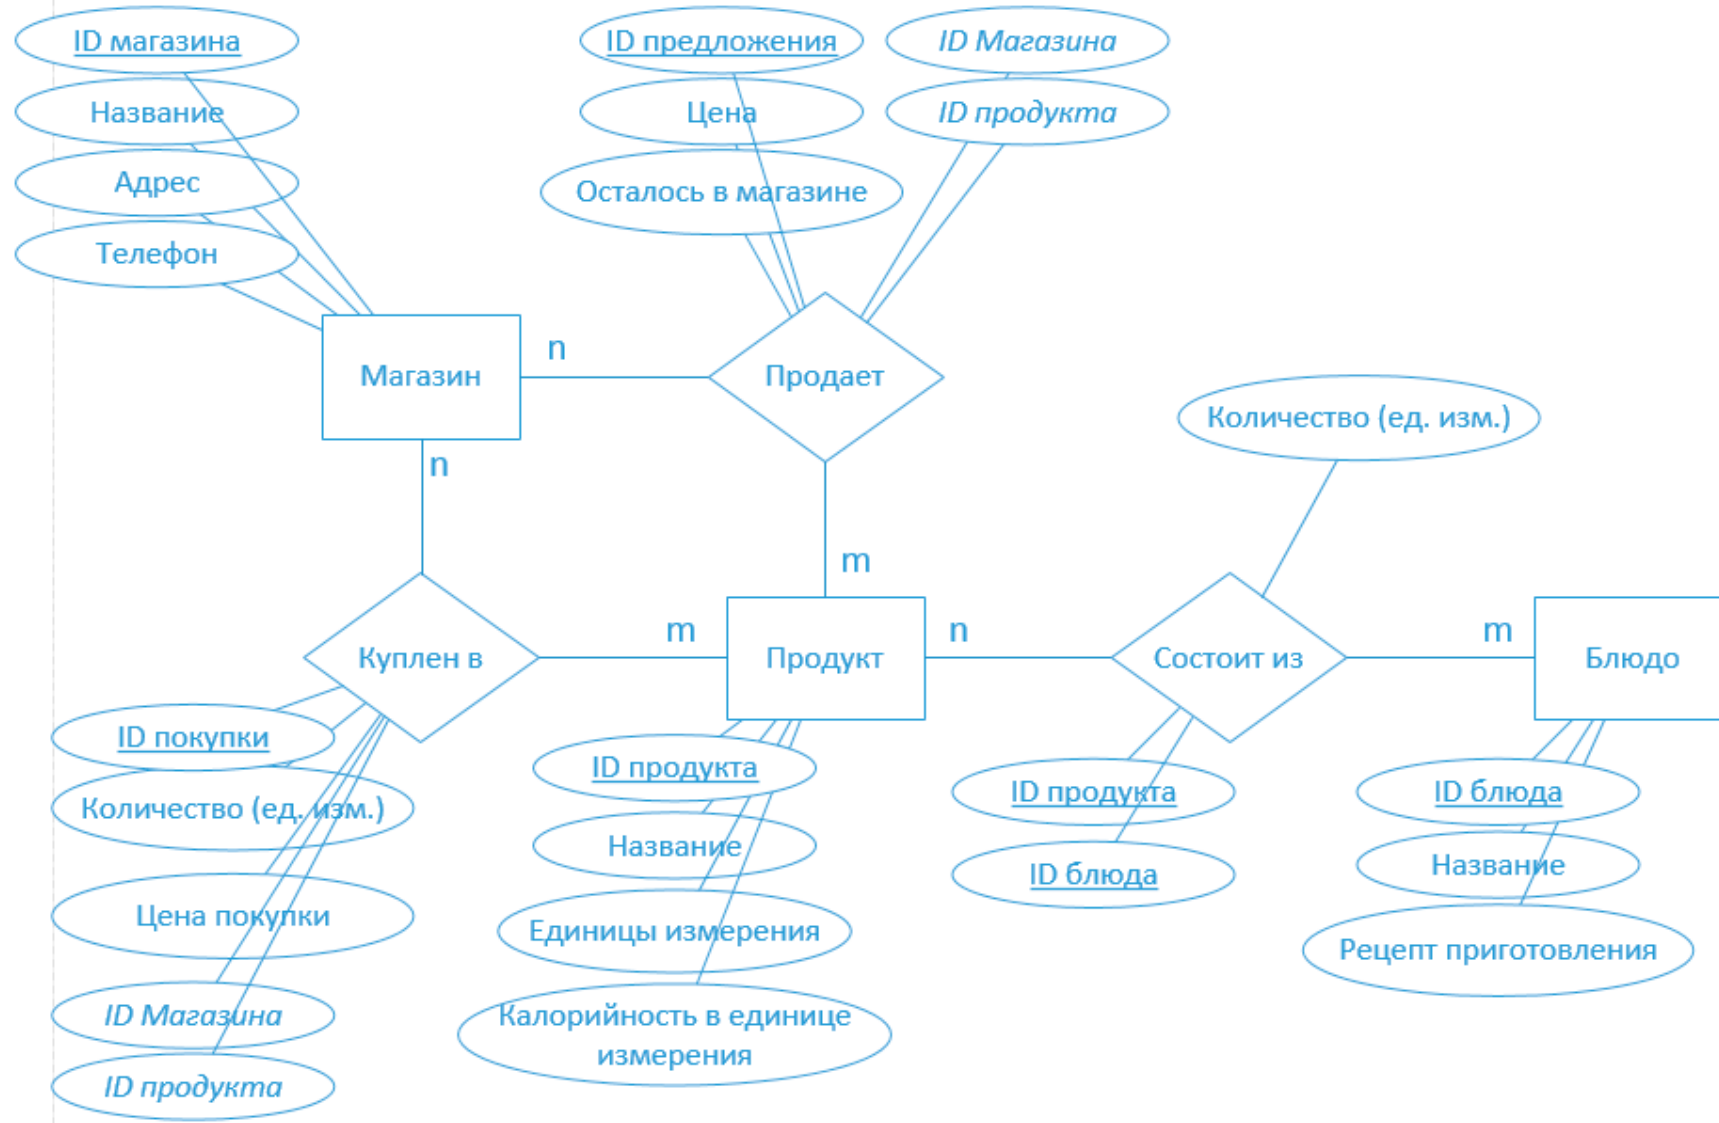 ID магазина
Название
Адрес
Телефон
ID предложения
Цена
Осталось в магазине
ID Магазина
ID продукта
Магазин
n
Продает
n
m
Количество (ед. изм.)
Куплен в
m
Продукт
n
Состоит из
m
Блюдо
ID покупки
Количество (ед. изм.)
Цена покупки
ID Магазина
ID продукта
ID продукта
Название
Единицы измерения
Калорийность в единице
измерения
ID продукта
ID блюда
ID блюда
Название
Рецепт приготовления